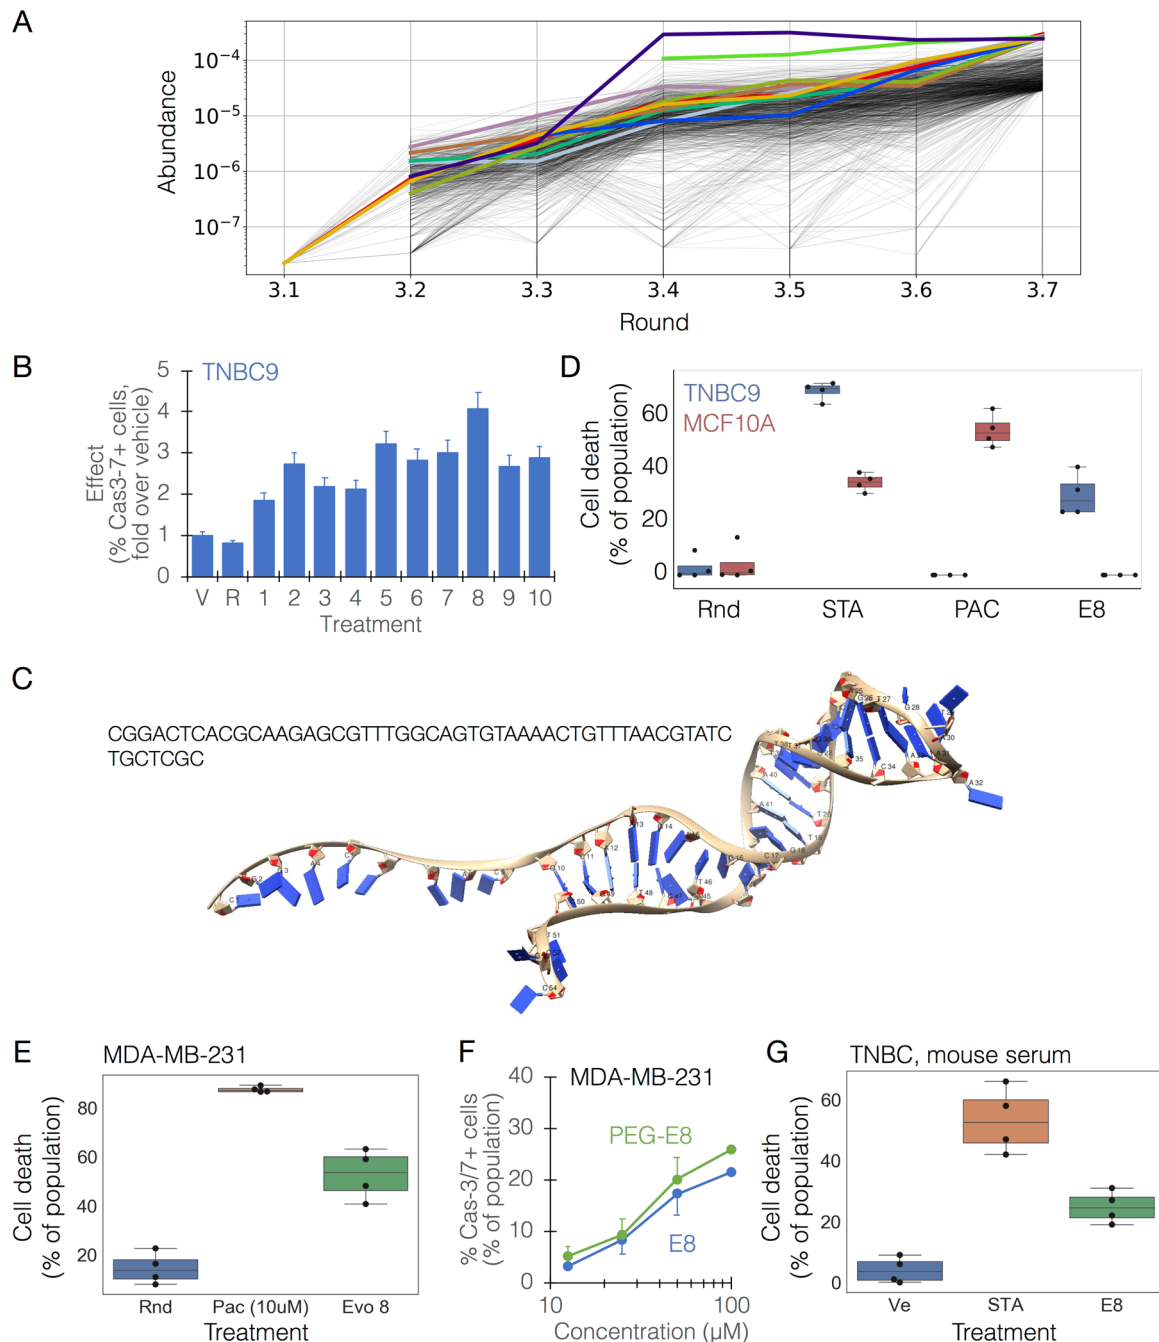 A
Abundance
10⁻⁴
10⁻⁵
10⁻⁶
10⁻⁷
3.1 3.2 3.3 3.4 3.5 3.6 3.7
Round
B
TNBC9
Effect
(% Cas3-7+ cells,
fold over vehicle)
5
4
3
2
1
0
V R 1 2 3 4 5 6 7 8 9 10
Treatment
D
TNBC9
MCF10A
Cell death
(% of population)
60
40
20
0
Rnd STA PAC E8
C
CGGACTCACGCAAGAGCGTTTGGCAGTGTAAAACTGTTTAACGTATC
TGCTCGC
E
MDA-MB-231
Cell death
(% of population)
80
60
40
20
Rnd Pac (10uM) Evo 8
Treatment
F
MDA-MB-231
% Cas-3/7+ cells
(% of population)
40
30
20
10
0
PEG-E8
E8
10 100
Concentration (µM)
G
TNBC, mouse serum
Cell death
(% of population)
60
40
20
0
Ve STA E8
Treatment